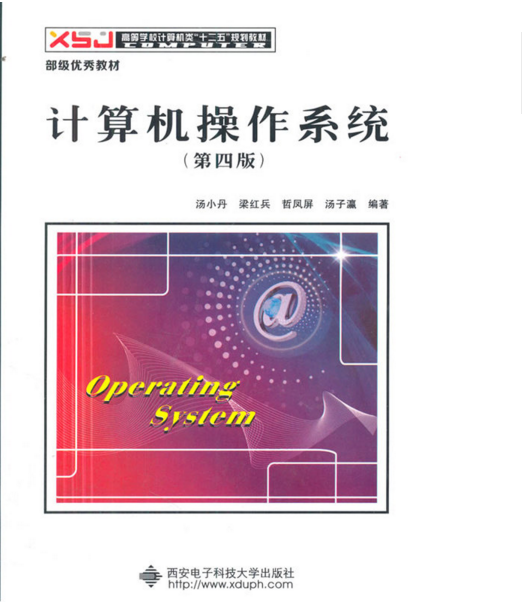 XSJ 高等学校计算机类"十二五"规划教材
COMPUTER
部级优秀教材
计算机操作系统
(第四版)
汤小丹 梁红兵 哲凤屏 汤子瀛 编著
@
Operating
System
西安电子科技大学出版社
http://www.xduph.com